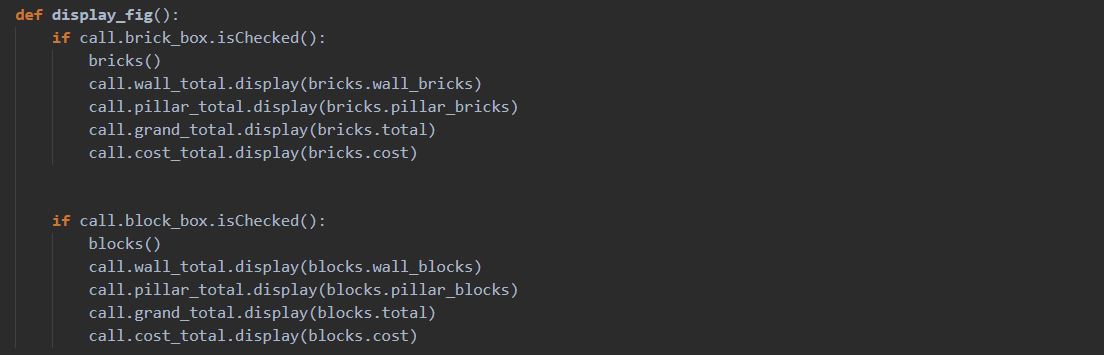 def display_fig():
    if call.brick_box.isChecked():
        bricks()
        call.wall_total.display(bricks.wall_bricks)
        call.pillar_total.display(bricks.pillar_bricks)
        call.grand_total.display(bricks.total)
        call.cost_total.display(bricks.cost)
    if call.block_box.isChecked():
        blocks()
        call.wall_total.display(blocks.wall_blocks)
        call.pillar_total.display(blocks.pillar_blocks)
        call.grand_total.display(blocks.total)
        call.cost_total.display(blocks.cost)